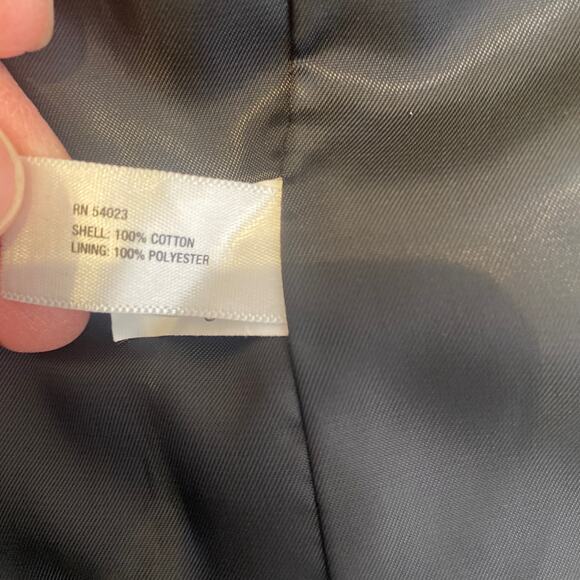 RN 54023
SHELL: 100% COTTON
LINING: 100% POLYESTER